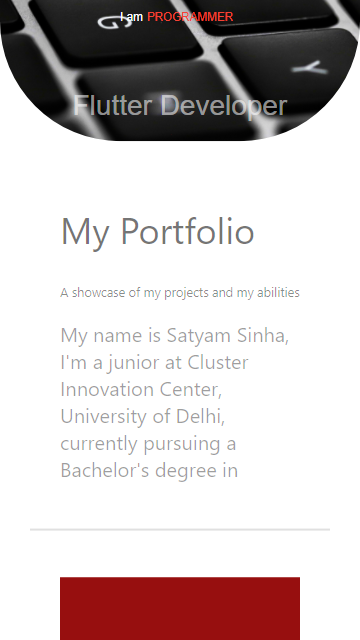 I am PROGRAMMER
Flutter Developer
My Portfolio
A showcase of my projects and my abilities
My name is Satyam Sinha,
I'm a junior at Cluster
Innovation Center,
University of Delhi,
currently pursuing a
Bachelor's degree in